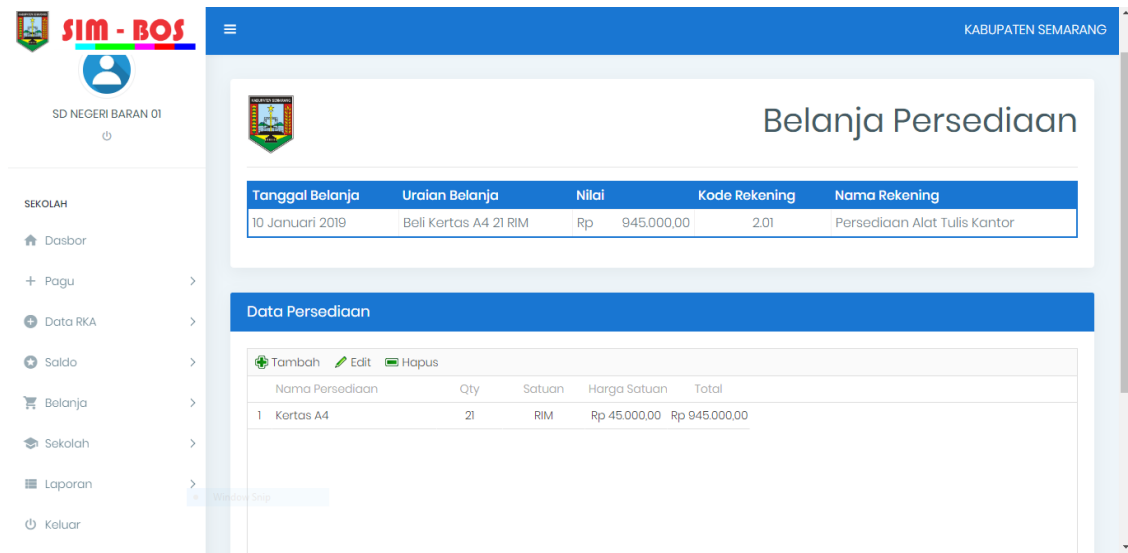 SIM - BOS
KABUPATEN SEMARANG
SD NEGERI BARAN 01
SEKOLAH
Dasbor
Pagu
Data RKA
Saldo
Belanja
Sekolah
Laporan
Keluar
Belanja Persediaan
Tanggal Belanja Uraian Belanja Nilai Kode Rekening Nama Rekening
10 Januari 2019 Beli Kertas A4 21 RIM Rp 945.000,00 2.01 Persediaan Alat Tulis Kantor
Data Persediaan
Tambah Edit Hapus
Nama Persediaan Qty Satuan Harga Satuan Total
1 Kertas A4 21 RIM Rp 45.000,00 Rp 945.000,00
Window Snip